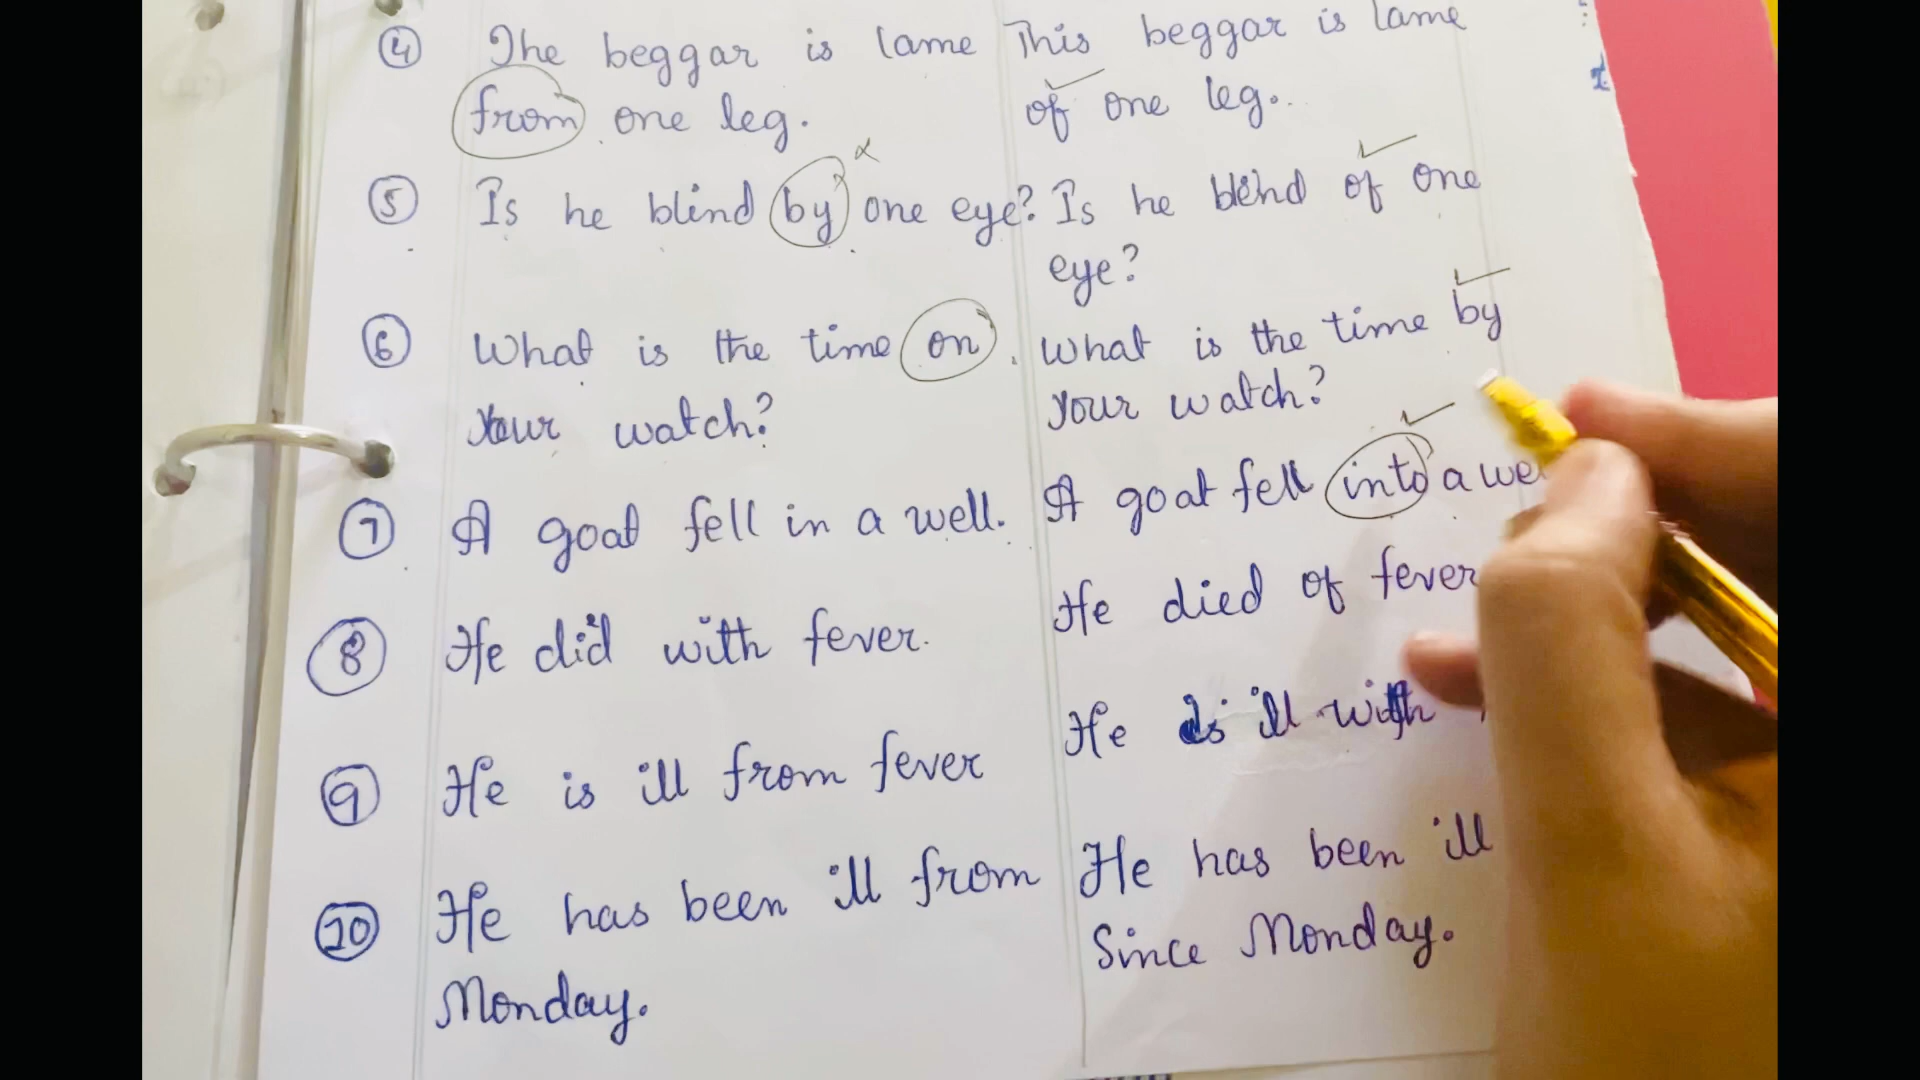 ④ The beggar is lame This beggar is lame
from one leg. of one leg.
⑤ Is he blind by one eye? Is he blind of one
eye?
⑥ What is the time on What is the time by
your watch? your watch?
⑦ A goat fell in a well. A goat fell into a we
⑧ He did with fever. He died of fever
⑨ He is ill from fever He is ill with
⑩ He has been ill from He has been ill
Monday. Since Monday.